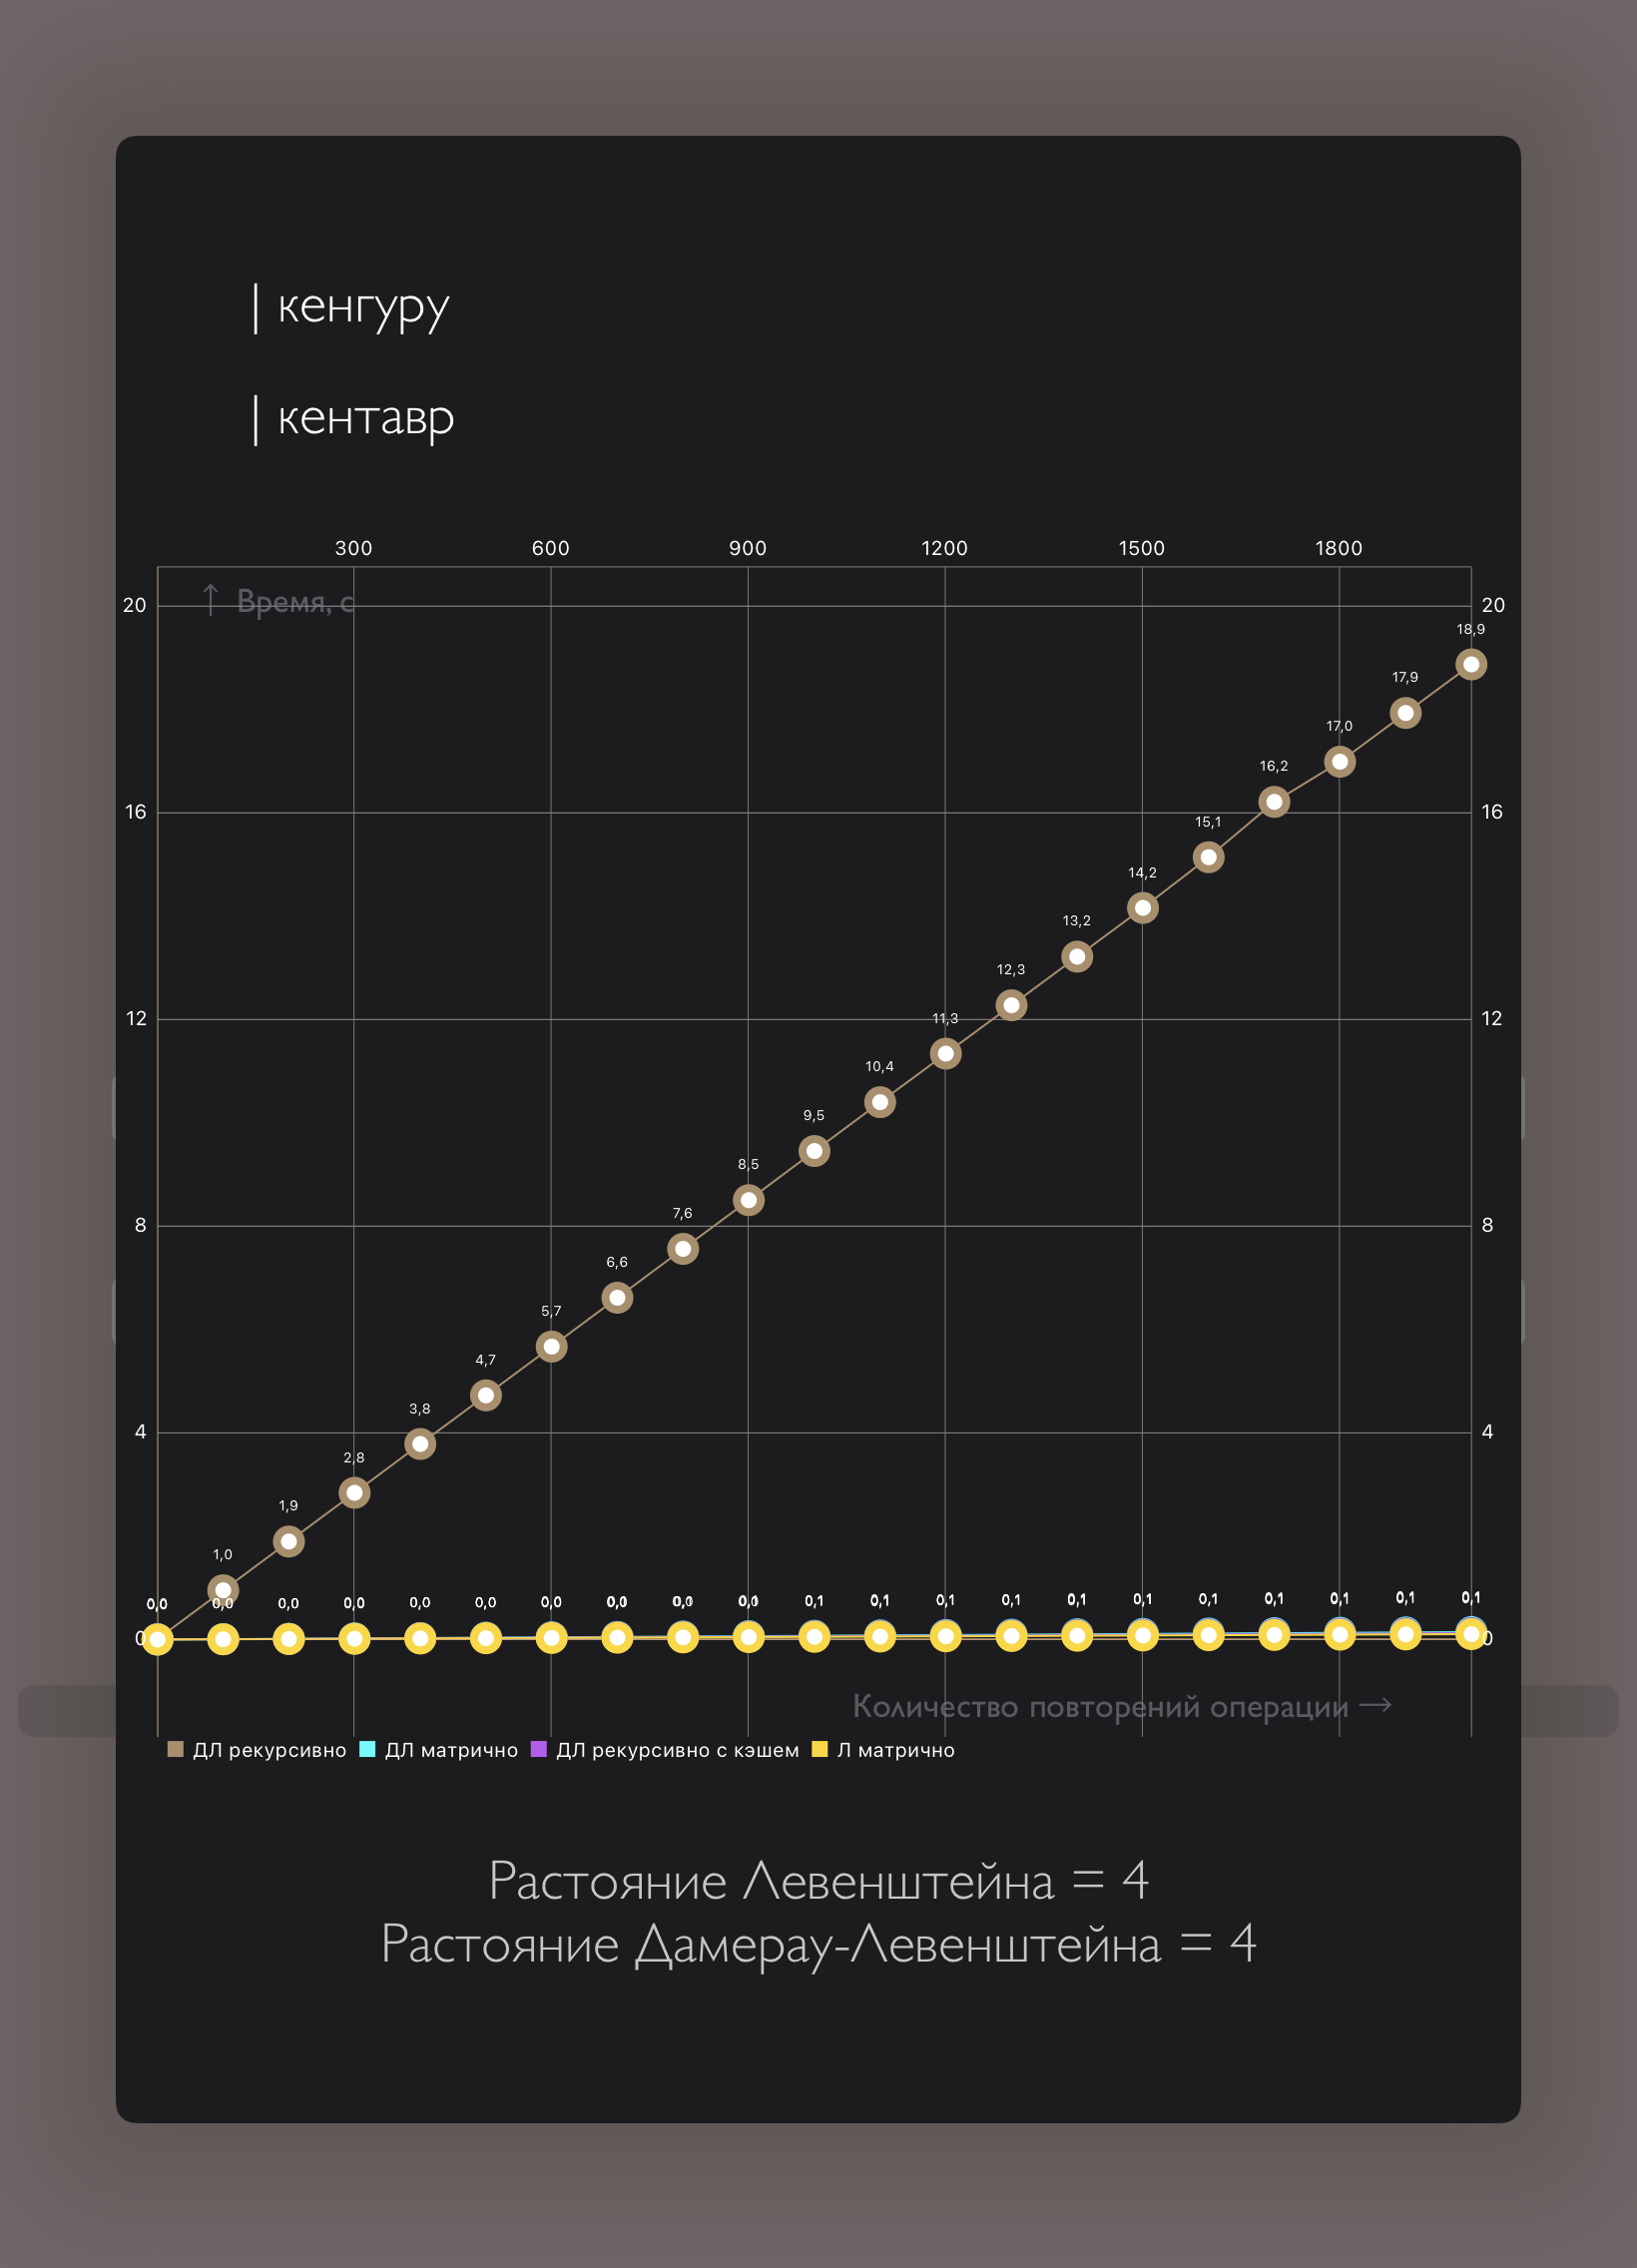 | кенгуру
| кентавр
300 600 900 1200 1500 1800
↑ Время, с
20 20
18,9
17,9
17,0
16,2
16 16
15,1
14,2
13,2
12,3
12 12
11,3
10,4
9,5
8,5
8 8
7,6
6,6
5,7
4,7
4 4
3,8
2,8
1,9
1,0
0,0 0,0 0,0 0,0 0,0 0,0 0,0 0,0 0,0 0,0 0,1 0,1 0,1 0,1 0,1 0,1 0,1 0,1 0,1 0,1 0,1
0 0
Количество повторений операции →
ДЛ рекурсивно ДЛ матрично ДЛ рекурсивно с кэшем Л матрично
Растояние Левенштейна = 4
Растояние Дамерау-Левенштейна = 4